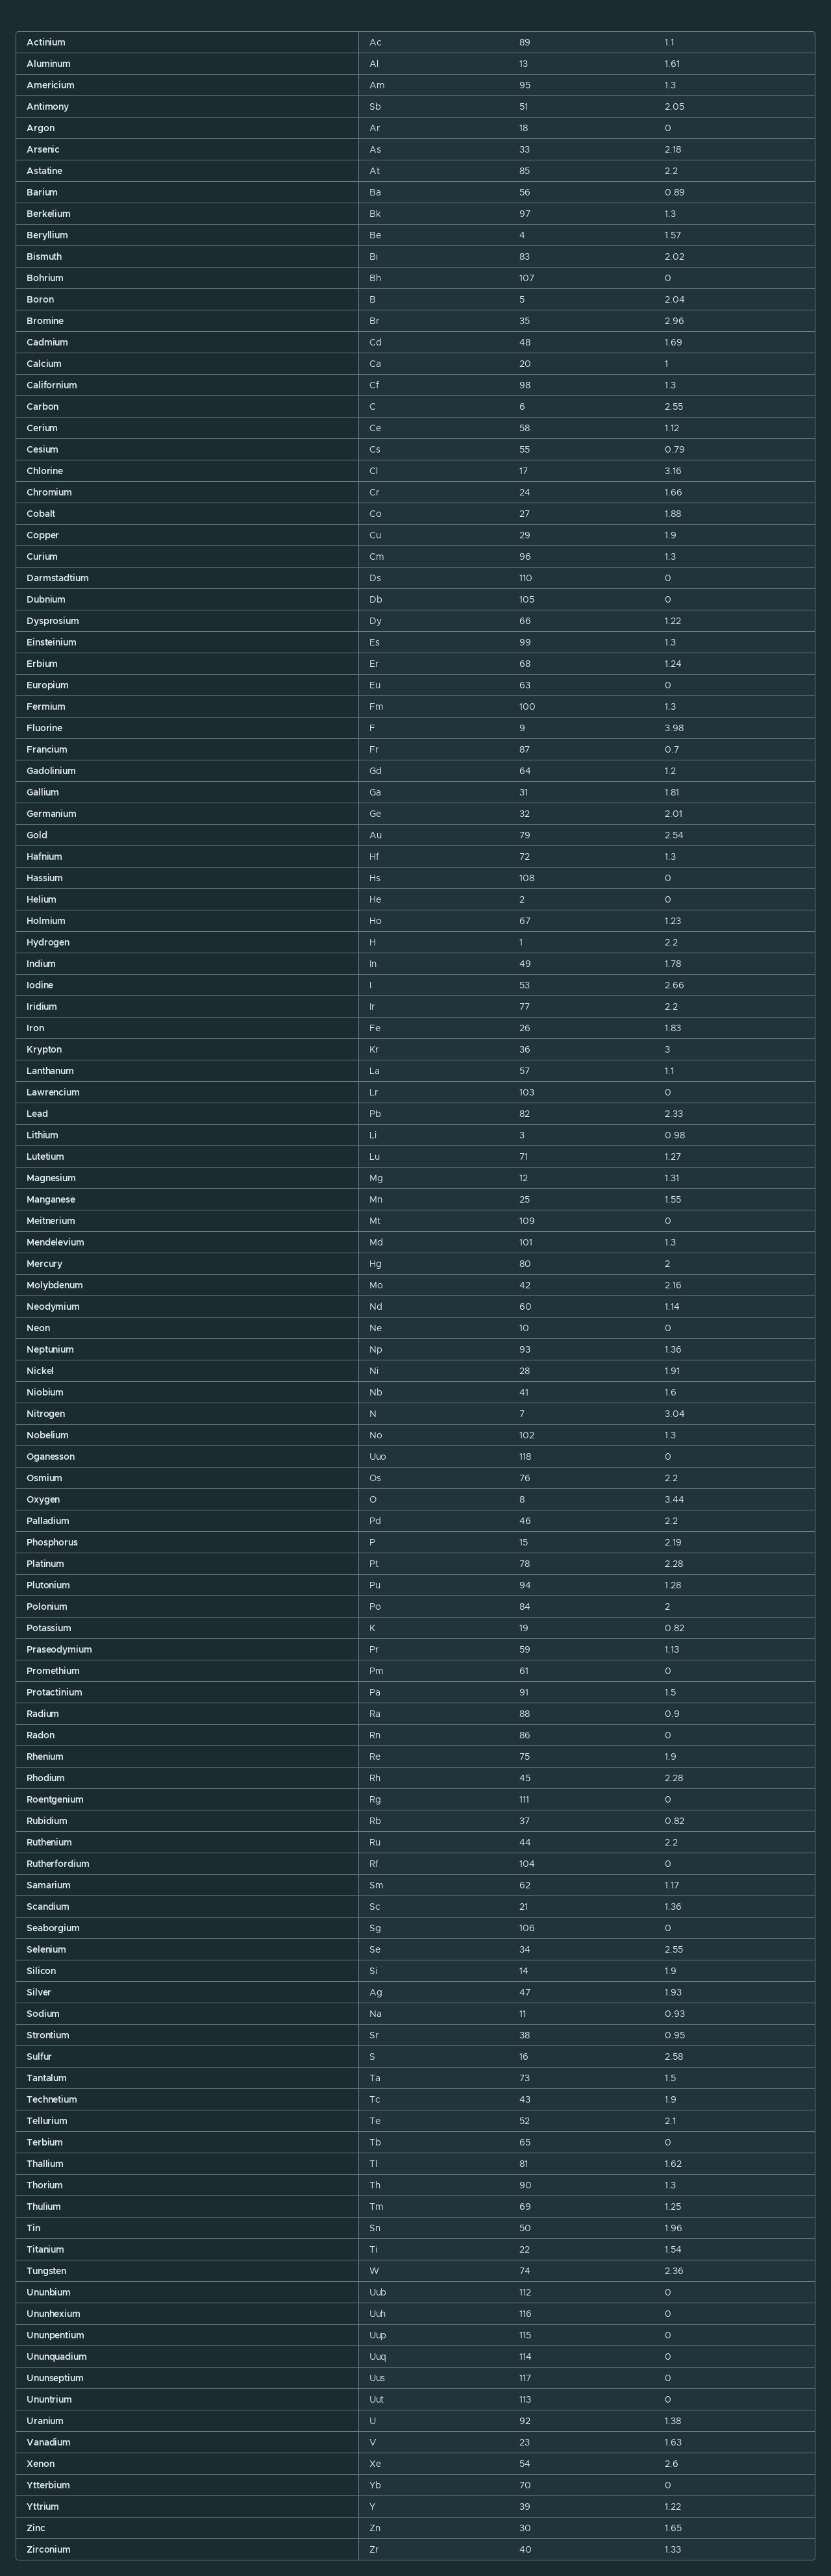 Actinium Ac 89 1.1
Aluminum Al 13 1.61
Americium Am 95 1.3
Antimony Sb 51 2.05
Argon Ar 18 0
Arsenic As 33 2.18
Astatine At 85 2.2
Barium Ba 56 0.89
Berkelium Bk 97 1.3
Beryllium Be 4 1.57
Bismuth Bi 83 2.02
Bohrium Bh 107 0
Boron B 5 2.04
Bromine Br 35 2.96
Cadmium Cd 48 1.69
Calcium Ca 20 1
Californium Cf 98 1.3
Carbon C 6 2.55
Cerium Ce 58 1.12
Cesium Cs 55 0.79
Chlorine Cl 17 3.16
Chromium Cr 24 1.66
Cobalt Co 27 1.88
Copper Cu 29 1.9
Curium Cm 96 1.3
Darmstadtium Ds 110 0
Dubnium Db 105 0
Dysprosium Dy 66 1.22
Einsteinium Es 99 1.3
Erbium Er 68 1.24
Europium Eu 63 0
Fermium Fm 100 1.3
Fluorine F 9 3.98
Francium Fr 87 0.7
Gadolinium Gd 64 1.2
Gallium Ga 31 1.81
Germanium Ge 32 2.01
Gold Au 79 2.54
Hafnium Hf 72 1.3
Hassium Hs 108 0
Helium He 2 0
Holmium Ho 67 1.23
Hydrogen H 1 2.2
Indium In 49 1.78
Iodine I 53 2.66
Iridium Ir 77 2.2
Iron Fe 26 1.83
Krypton Kr 36 3
Lanthanum La 57 1.1
Lawrencium Lr 103 0
Lead Pb 82 2.33
Lithium Li 3 0.98
Lutetium Lu 71 1.27
Magnesium Mg 12 1.31
Manganese Mn 25 1.55
Meitnerium Mt 109 0
Mendelevium Md 101 1.3
Mercury Hg 80 2
Molybdenum Mo 42 2.16
Neodymium Nd 60 1.14
Neon Ne 10 0
Neptunium Np 93 1.36
Nickel Ni 28 1.91
Niobium Nb 41 1.6
Nitrogen N 7 3.04
Nobelium No 102 1.3
Oganesson Uuo 118 0
Osmium Os 76 2.2
Oxygen O 8 3.44
Palladium Pd 46 2.2
Phosphorus P 15 2.19
Platinum Pt 78 2.28
Plutonium Pu 94 1.28
Polonium Po 84 2
Potassium K 19 0.82
Praseodymium Pr 59 1.13
Promethium Pm 61 0
Protactinium Pa 91 1.5
Radium Ra 88 0.9
Radon Rn 86 0
Rhenium Re 75 1.9
Rhodium Rh 45 2.28
Roentgenium Rg 111 0
Rubidium Rb 37 0.82
Ruthenium Ru 44 2.2
Rutherfordium Rf 104 0
Samarium Sm 62 1.17
Scandium Sc 21 1.36
Seaborgium Sg 106 0
Selenium Se 34 2.55
Silicon Si 14 1.9
Silver Ag 47 1.93
Sodium Na 11 0.93
Strontium Sr 38 0.95
Sulfur S 16 2.58
Tantalum Ta 73 1.5
Technetium Tc 43 1.9
Tellurium Te 52 2.1
Terbium Tb 65 0
Thallium Tl 81 1.62
Thorium Th 90 1.3
Thulium Tm 69 1.25
Tin Sn 50 1.96
Titanium Ti 22 1.54
Tungsten W 74 2.36
Ununbium Uub 112 0
Ununhexium Uuh 116 0
Ununpentium Uup 115 0
Ununquadium Uuq 114 0
Ununseptium Uus 117 0
Ununtrium Uut 113 0
Uranium U 92 1.38
Vanadium V 23 1.63
Xenon Xe 54 2.6
Ytterbium Yb 70 0
Yttrium Y 39 1.22
Zinc Zn 30 1.65
Zirconium Zr 40 1.33